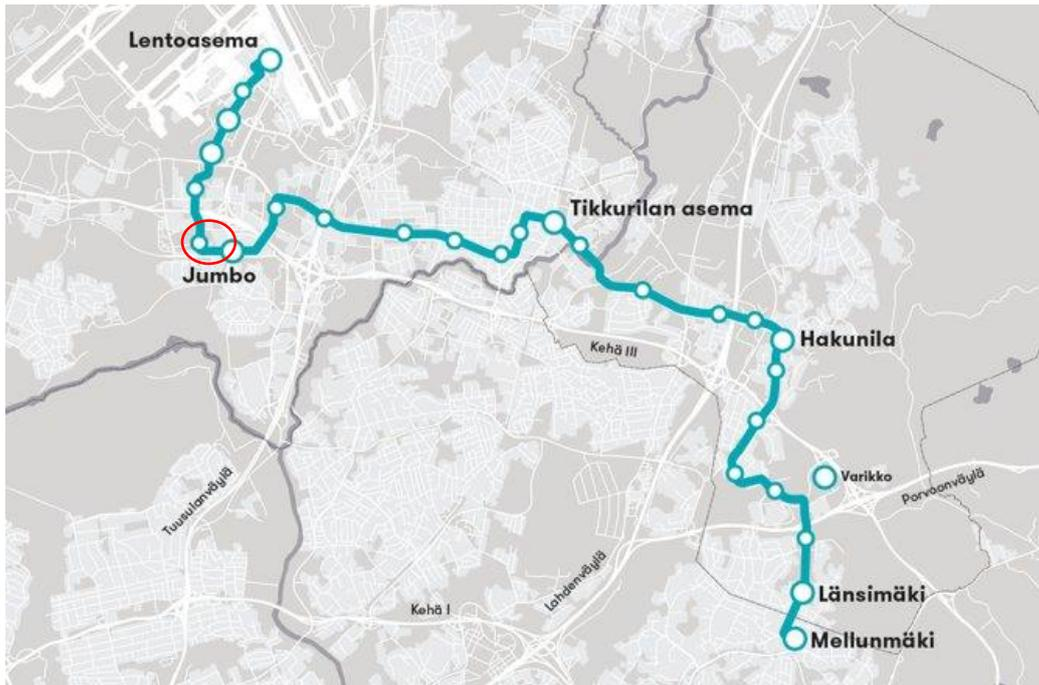 Lentoasema
Tikkurilan asema
Jumbo
Hakunila
Kehä III
Varikko
Porvoonväylä
Tuusulanväylä
Lahdenväylä
Kehä I
Länsimäki
Mellunmäki